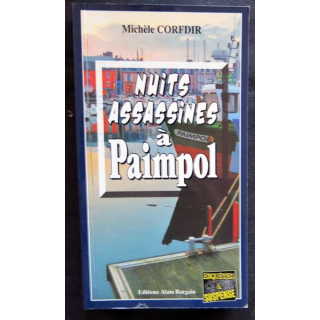 Michèle CORFDIR
NUITS
ASSASSINES
à
Paimpol
PAIMPOL
Editions Alain Bargain
ENQUÊTES
&
SUSPENSE